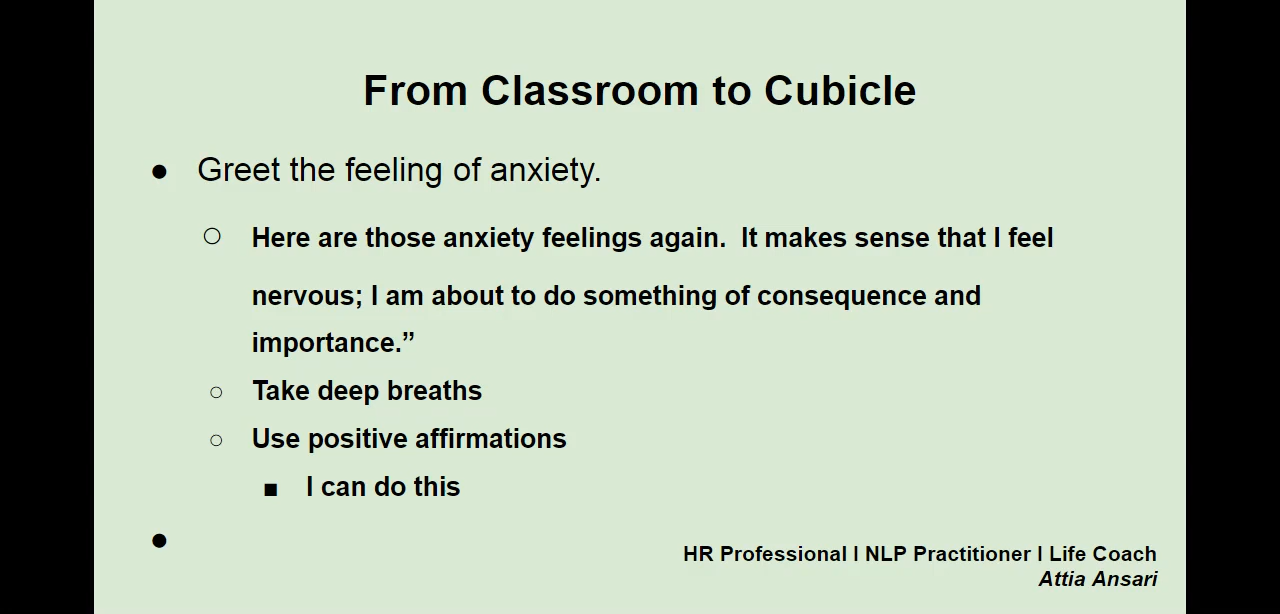 From Classroom to Cubicle
● Greet the feeling of anxiety.
○ Here are those anxiety feelings again.  It makes sense that I feel
nervous; I am about to do something of consequence and
importance.”
○ Take deep breaths
○ Use positive affirmations
■ I can do this
●
HR Professional I NLP Practitioner I Life Coach
Attia Ansari